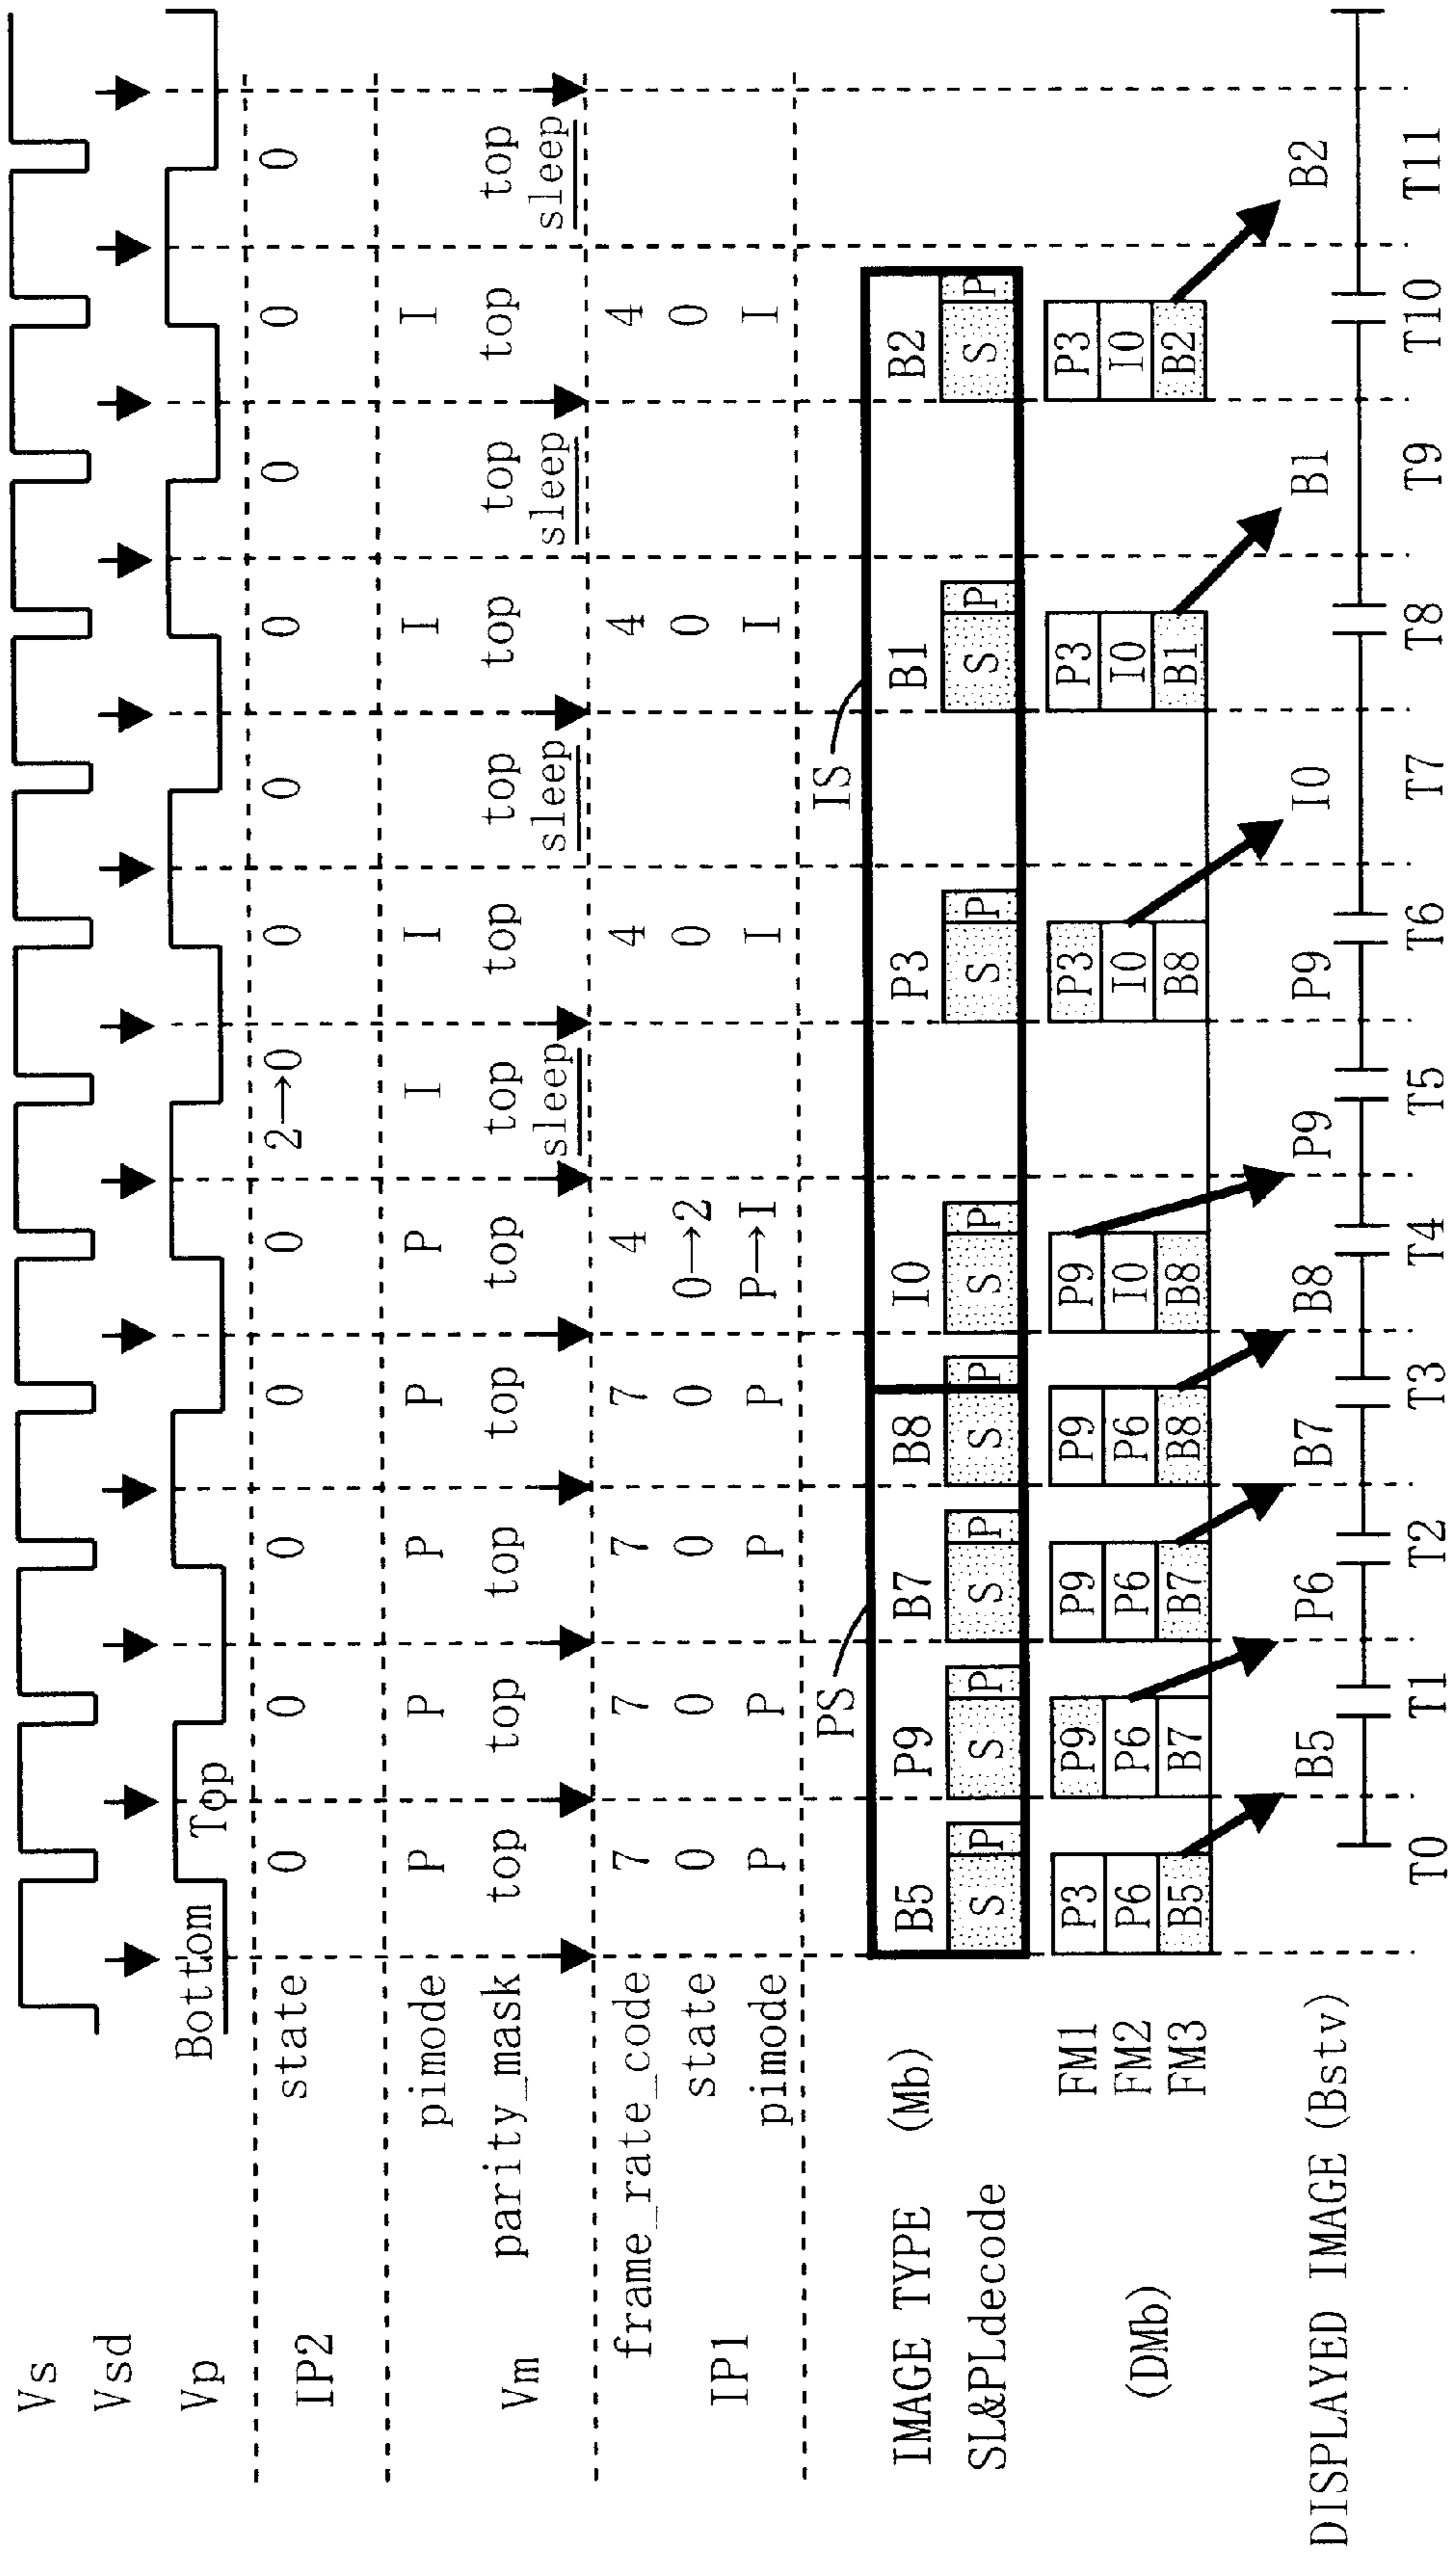 Vs
Vsd
Vp Bottom Top
IP2 state 0 0 0 0 0 2→0 0 0 0 0 0 0
pimode P P P P P I I I I
Vm parity_mask top top top top top top top top top top top top
sleep sleep sleep sleep
frame_rate_code 7 7 7 7 4 4 4 4
IP1 state 0 0 0 0 0→2 0 0 0
pimode P P P P P→I I I I
PS IS
IMAGE TYPE (Mb) B5 P9 B7 B8 I0 P3 B1 B2
SL&PLdecode S P S P S P S P S P S P S P S P
FM1 P3 P9 P9 P9 P9 P3 P3 P3
(DMb) FM2 P6 P6 P6 P6 I0 I0 I0 I0
FM3 B5 B7 B7 B8 B8 B8 B1 B2
DISPLAYED IMAGE (Bstv) B5 P6 B7 B8 P9 P9 I0 B1 B2
T0 T1 T2 T3 T4 T5 T6 T7 T8 T9 T10 T11